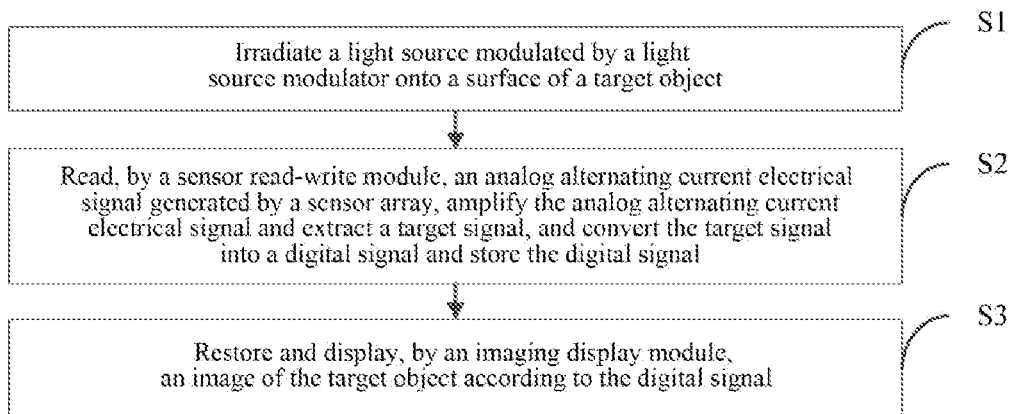 S1
Irradiate a light source modulated by a light
source modulator onto a surface of a target object
S2
Read, by a sensor read-write module, an analog alternating current electrical
signal generated by a sensor array, amplify the analog alternating current
electrical signal and extract a target signal, and convert the target signal
into a digital signal and store the digital signal
S3
Restore and display, by an imaging display module,
an image of the target object according to the digital signal